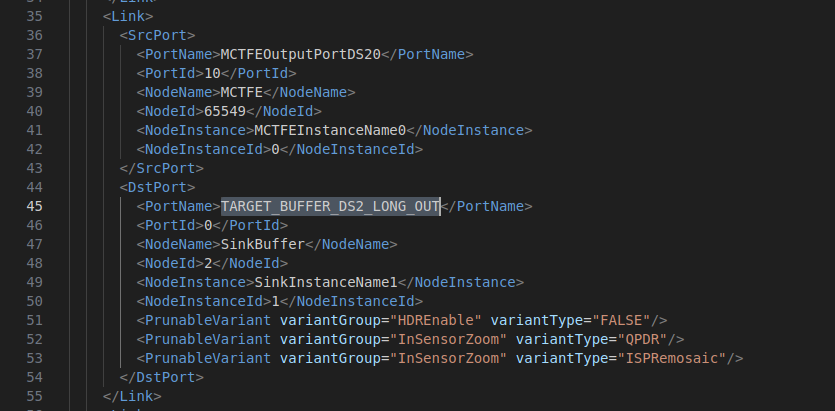 35 <Link>
36 <SrcPort>
37 <PortName>MCTFEOutputPortDS20</PortName>
38 <PortId>10</PortId>
39 <NodeName>MCTFE</NodeName>
40 <NodeId>65549</NodeId>
41 <NodeInstance>MCTFEInstanceName0</NodeInstance>
42 <NodeInstanceId>0</NodeInstanceId>
43 </SrcPort>
44 <DstPort>
45 <PortName>TARGET_BUFFER_DS2_LONG_OUT</PortName>
46 <PortId>0</PortId>
47 <NodeName>SinkBuffer</NodeName>
48 <NodeId>2</NodeId>
49 <NodeInstance>SinkInstanceName1</NodeInstance>
50 <NodeInstanceId>1</NodeInstanceId>
51 <PrunableVariant variantGroup="HDREnable" variantType="FALSE"/>
52 <PrunableVariant variantGroup="InSensorZoom" variantType="QPDR"/>
53 <PrunableVariant variantGroup="InSensorZoom" variantType="ISPRemosaic"/>
54 </DstPort>
55 </Link>